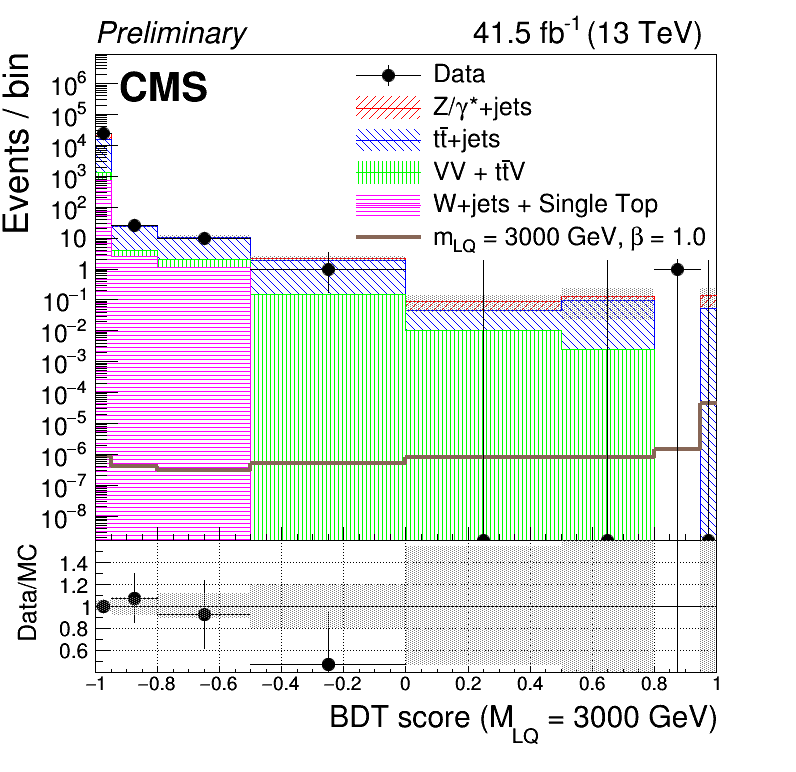 Preliminary 41.5 fb⁻¹ (13 TeV)
CMS
Events / bin
Data
Z/γ*+jets
tt̄+jets
VV + tt̄V
W+jets + Single Top
m_LQ = 3000 GeV, β = 1.0
10⁶
10⁵
10⁴
10³
10²
10
1
10⁻¹
10⁻²
10⁻³
10⁻⁴
10⁻⁵
10⁻⁶
10⁻⁷
10⁻⁸
Data/MC
1.4
1.2
1
0.8
0.6
−1 −0.8 −0.6 −0.4 −0.2 0 0.2 0.4 0.6 0.8 1
BDT score (M_LQ = 3000 GeV)